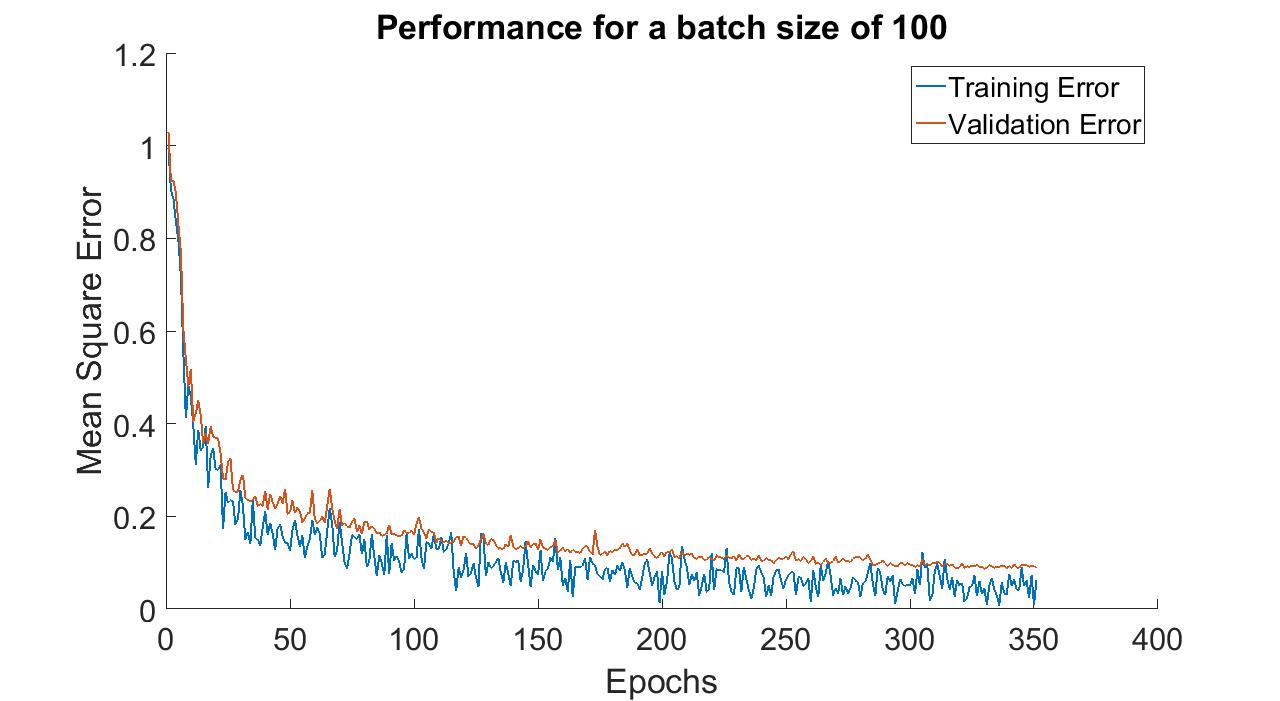 Performance for a batch size of 100
Training Error
Validation Error
Mean Square Error
1.2
1
0.8
0.6
0.4
0.2
0
0 50 100 150 200 250 300 350 400
Epochs